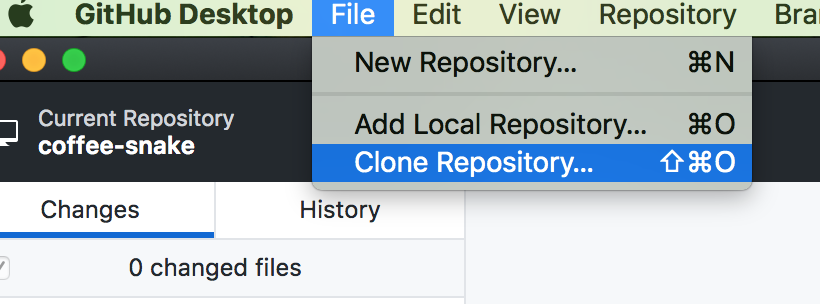 GitHub Desktop File Edit View Repository
New Repository... ⌘N
Add Local Repository... ⌘O
Clone Repository... ⇧⌘O
Current Repository
coffee-snake
Changes History
0 changed files